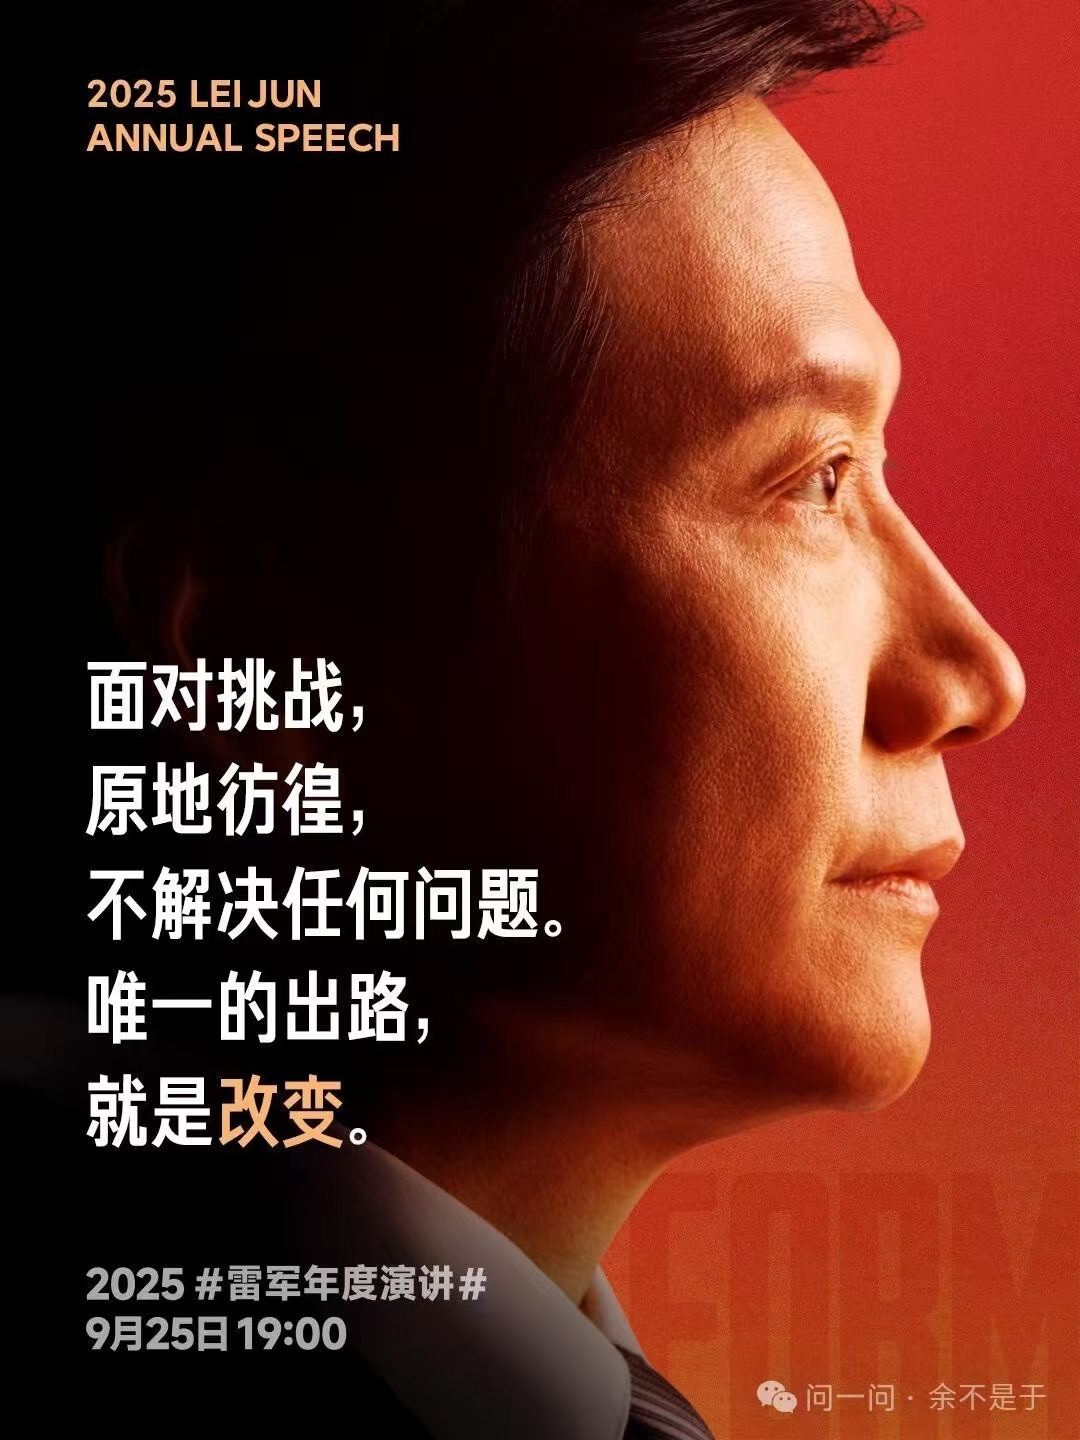 2025 LEI JUN
ANNUAL SPEECH
面对挑战，
原地彷徨，
不解决任何问题。
唯一的出路，
就是改变。
2025 #雷军年度演讲#
9月25日 19:00
FORM
问一问 · 余不是于